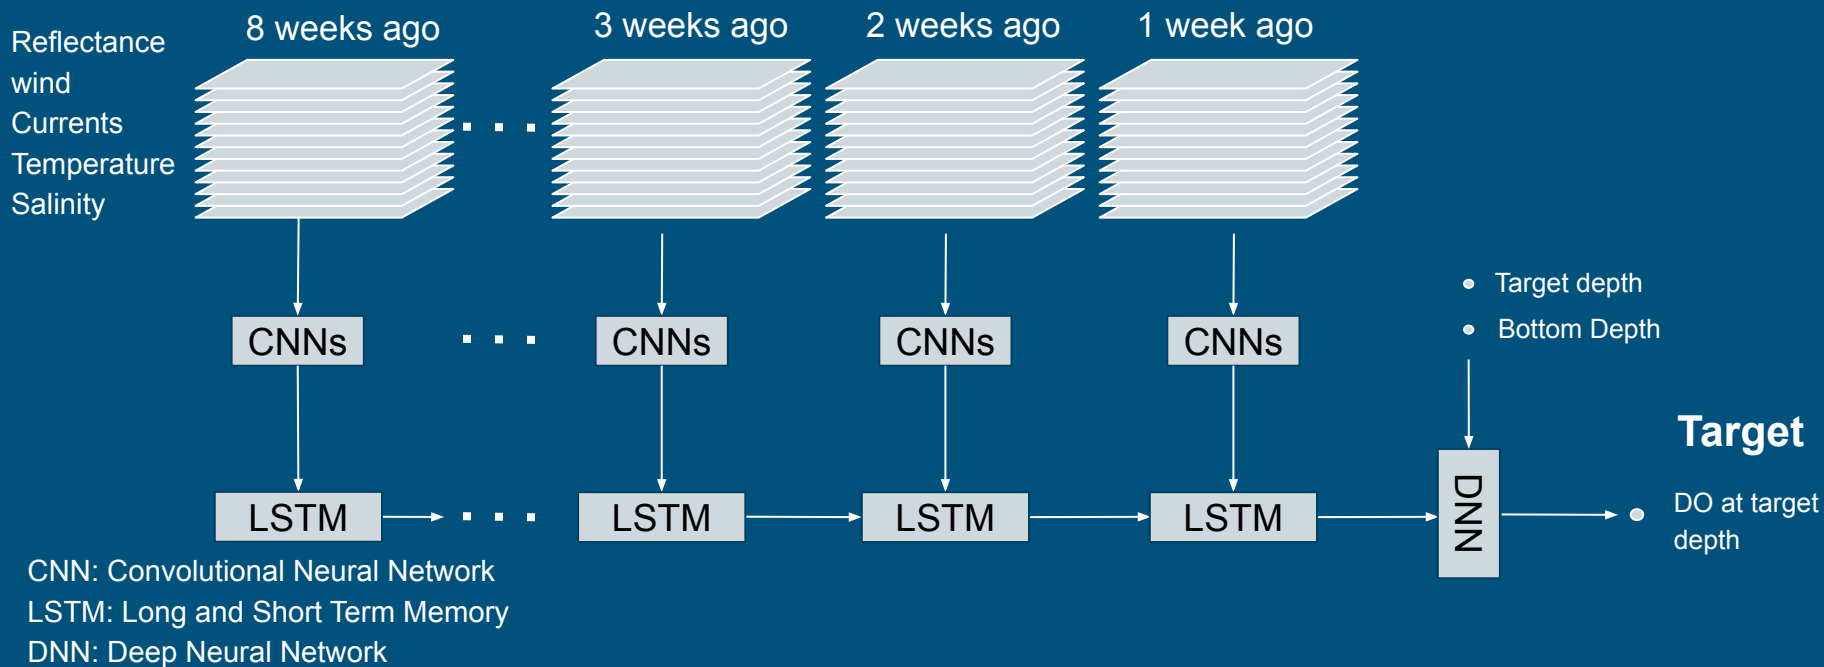 Reflectance
wind
Currents
Temperature
Salinity
8 weeks ago
3 weeks ago
2 weeks ago
1 week ago
CNNs
CNNs
CNNs
CNNs
Target depth
Bottom Depth
LSTM
LSTM
LSTM
LSTM
DNN
Target
DO at target
depth
CNN: Convolutional Neural Network
LSTM: Long and Short Term Memory
DNN: Deep Neural Network